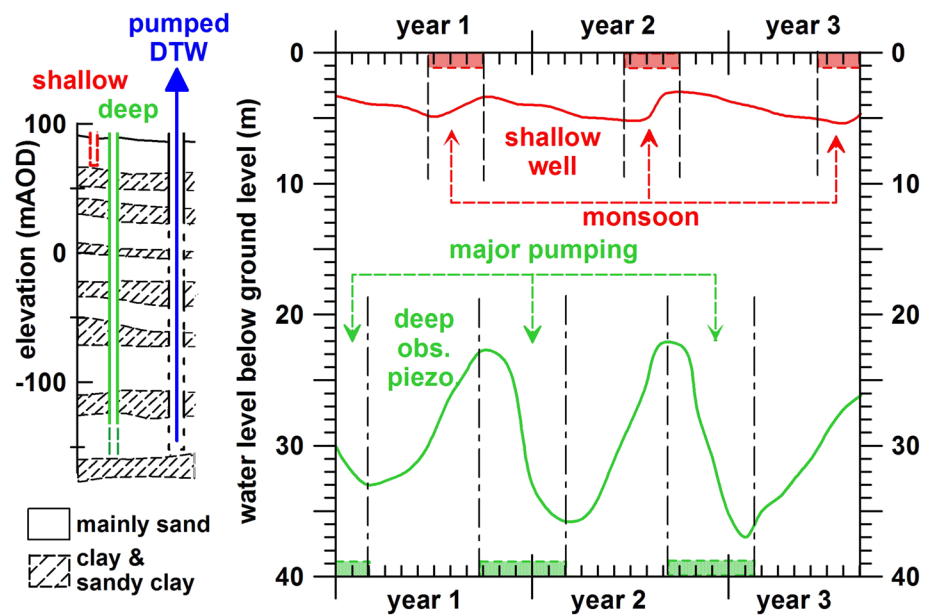 pumped
DTW
shallow
deep
100
0
-100
elevation (mAOD)
mainly sand
clay &
sandy clay
year 1
year 2
year 3
0
10
20
30
40
water level below ground level (m)
0
10
20
30
40
shallow
well
monsoon
major pumping
deep
obs.
piezo.
year 1
year 2
year 3